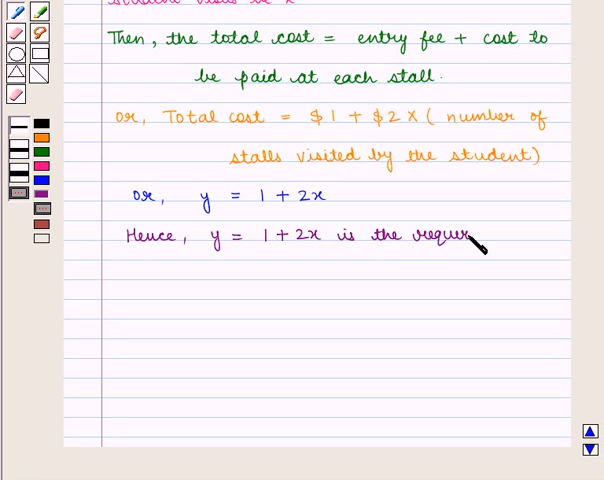 Then, the total cost = entry fee + cost to
be paid at each stall.
or, Total cost = $1 + $2 × ( number of
stalls visited by the student)
or, y = 1 + 2x
Hence, y = 1 + 2x is the requir